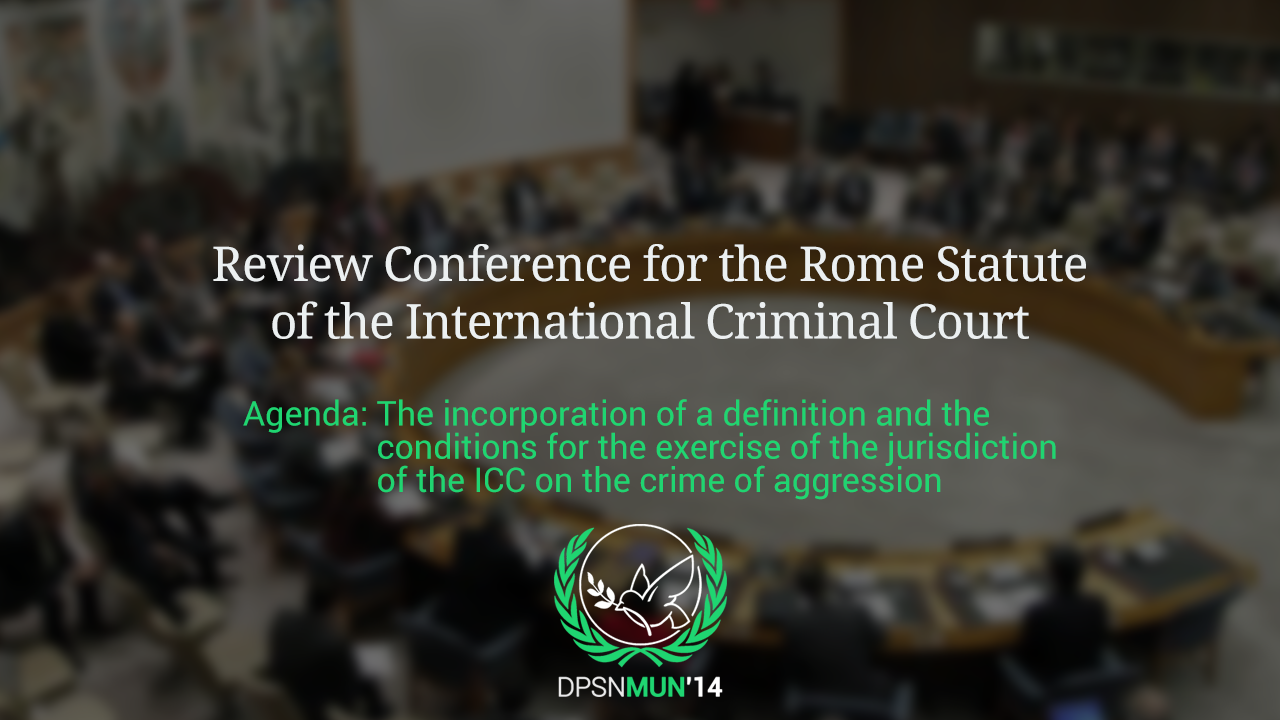 Review Conference for the Rome Statute
of the International Criminal Court
Agenda: The incorporation of a definition and the
conditions for the exercise of the jurisdiction
of the ICC on the crime of aggression
DPSNMUN'14